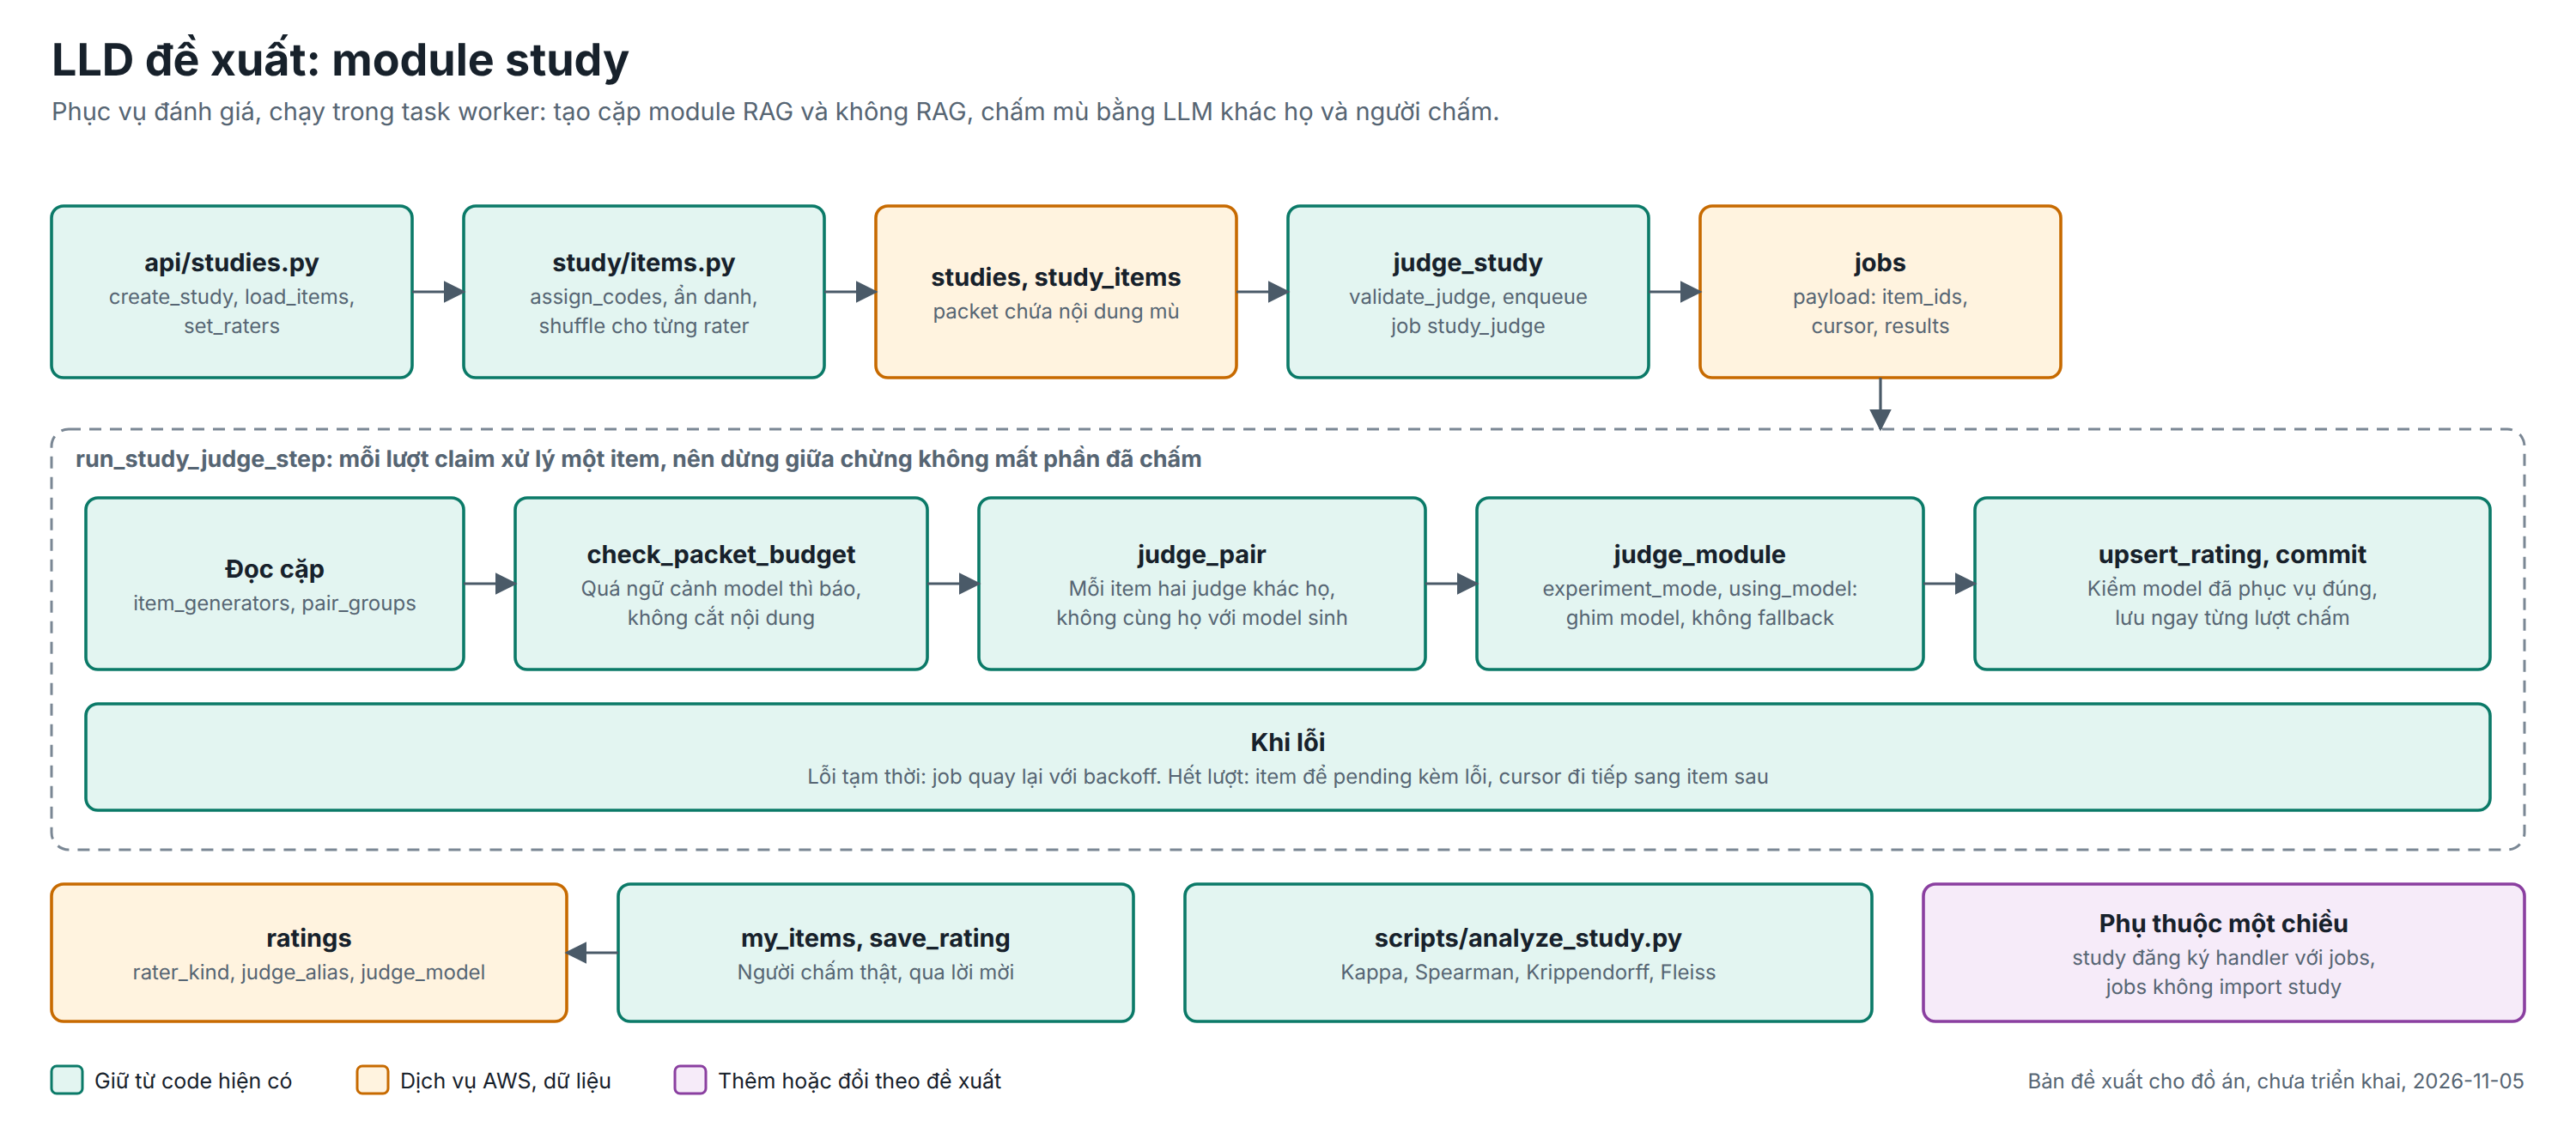 LLD đề xuất: module study
Phục vụ đánh giá, chạy trong task worker: tạo cặp module RAG và không RAG, chấm mù bằng LLM khác họ và người chấm.
api/studies.py
create_study, load_items,
set_raters
study/items.py
assign_codes, ẩn danh,
shuffle cho từng rater
studies, study_items
packet chứa nội dung mù
judge_study
validate_judge, enqueue
job study_judge
jobs
payload: item_ids,
cursor, results
run_study_judge_step: mỗi lượt claim xử lý một item, nên dừng giữa chừng không mất phần đã chấm
Đọc cặp
item_generators, pair_groups
check_packet_budget
Quá ngữ cảnh model thì báo,
không cắt nội dung
judge_pair
Mỗi item hai judge khác họ,
không cùng họ với model sinh
judge_module
experiment_mode, using_model:
ghim model, không fallback
upsert_rating, commit
Kiểm model đã phục vụ đúng,
lưu ngay từng lượt chấm
Khi lỗi
Lỗi tạm thời: job quay lại với backoff. Hết lượt: item để pending kèm lỗi, cursor đi tiếp sang item sau
ratings
rater_kind, judge_alias, judge_model
my_items, save_rating
Người chấm thật, qua lời mời
scripts/analyze_study.py
Kappa, Spearman, Krippendorff, Fleiss
Phụ thuộc một chiều
study đăng ký handler với jobs,
jobs không import study
Giữ từ code hiện có
Dịch vụ AWS, dữ liệu
Thêm hoặc đổi theo đề xuất
Bản đề xuất cho đồ án, chưa triển khai, 2026-11-05